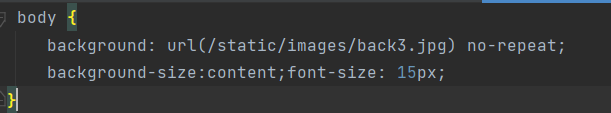 body {
background: url(/static/images/back3.jpg) no-repeat;
background-size:content;font-size: 15px;
}